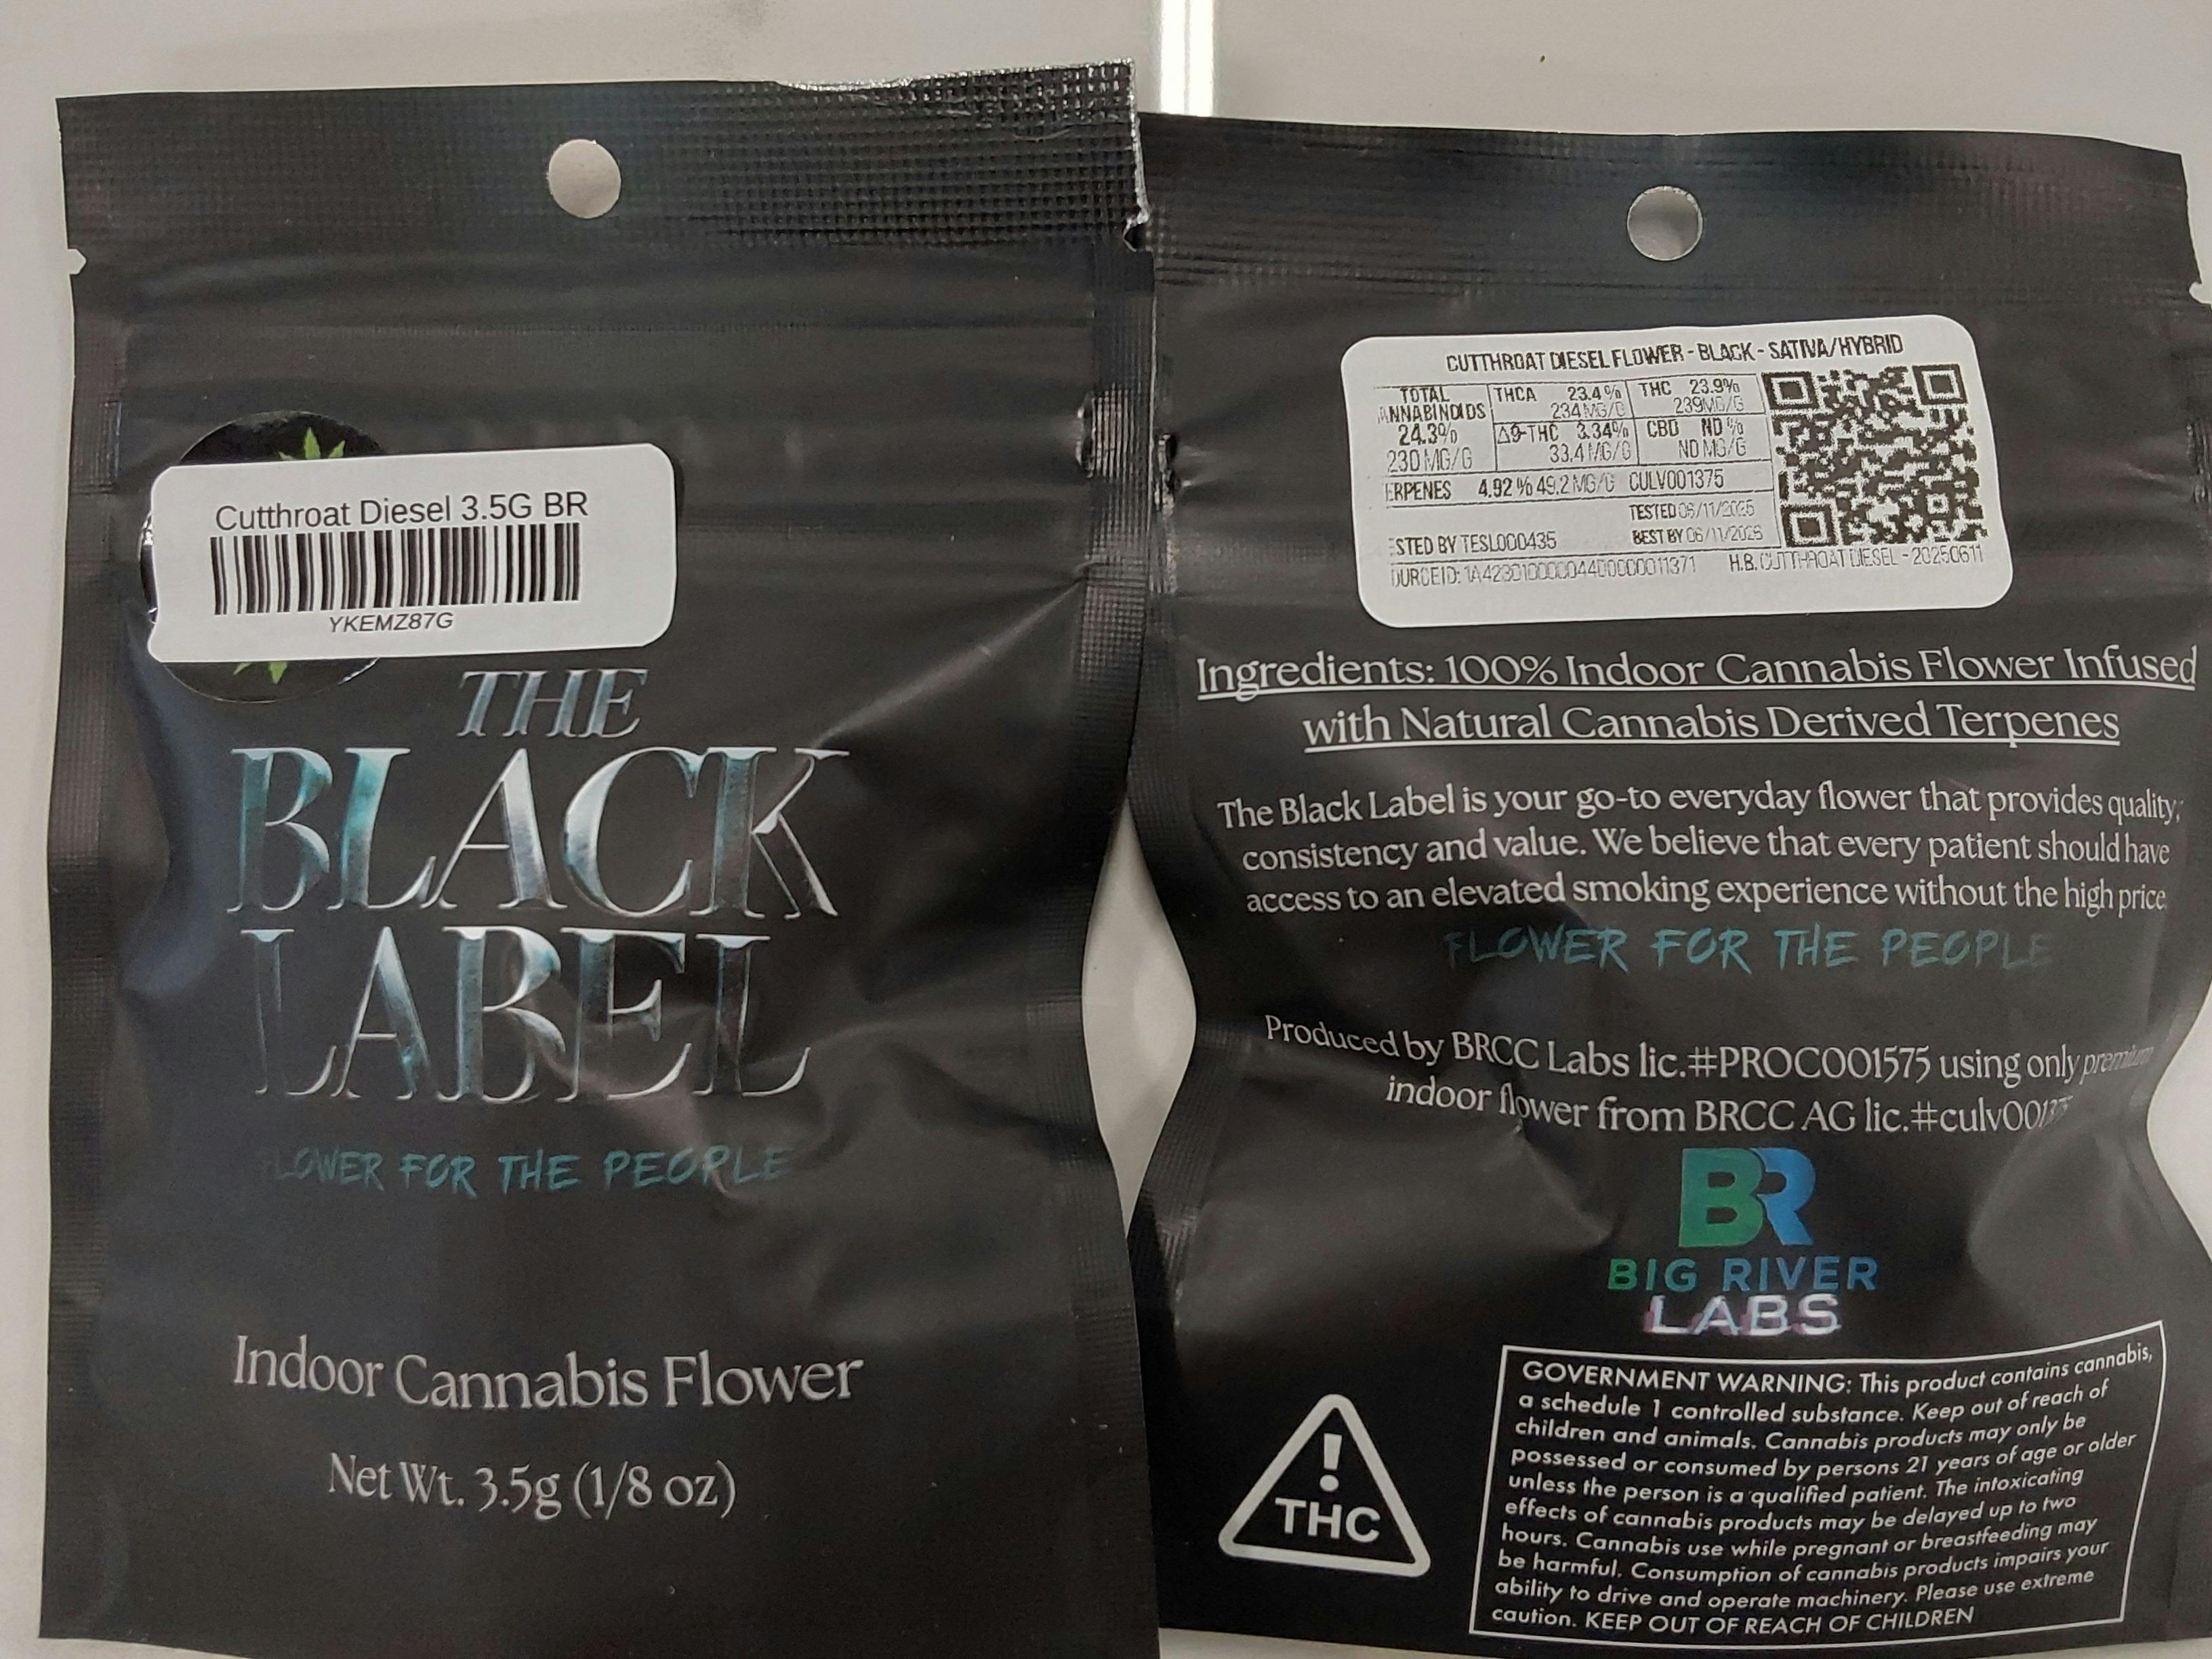 Cutthroat Diesel 3.5G BR
YKEMZ87G
THE
BLACK
LABEL
LOWER FOR THE PEOPLE
Indoor Cannabis Flower
Net Wt. 3.5g (1/8 oz)
CUTTHROAT DIESEL FLOWER - BLACK - SATIVA/HYBRID
TOTAL
ANNABINOIDS
24.3%
230 MG/G
THCA 23.4%
234 MG/G
THC 23.9%
239MG/G
Δ9-THC 3.34%
33.4 MG/G
CBD ND %
ND MG/G
ERPENES 4.92% 49.2 MG/G CULV001375
TESTED 06/11/2025
STED BY TESL000435 BEST BY 06/11/2026
OURCEID: H.B. CUTTHROAT DIESEL - 20250611
Ingredients: 100% Indoor Cannabis Flower Infused
with Natural Cannabis Derived Terpenes
The Black Label is your go-to everyday flower that provides quality,
consistency and value. We believe that every patient should have
access to an elevated smoking experience without the high price
FLOWER FOR THE PEOPLE
Produced by BRCC Labs lic.#PROC001575 using only premium
indoor flower from BRCC AG lic.#culv001375
BR
BIG RIVER
LABS
!
THC
GOVERNMENT WARNING: This product contains cannabis,
a schedule 1 controlled substance. Keep out of reach of
children and animals. Cannabis products may only be
possessed or consumed by persons 21 years of age or older
unless the person is a qualified patient. The intoxicating
effects of cannabis products may be delayed up to two
hours. Cannabis use while pregnant or breastfeeding may
be harmful. Consumption of cannabis products impairs your
ability to drive and operate machinery. Please use extreme
caution. KEEP OUT OF REACH OF CHILDREN